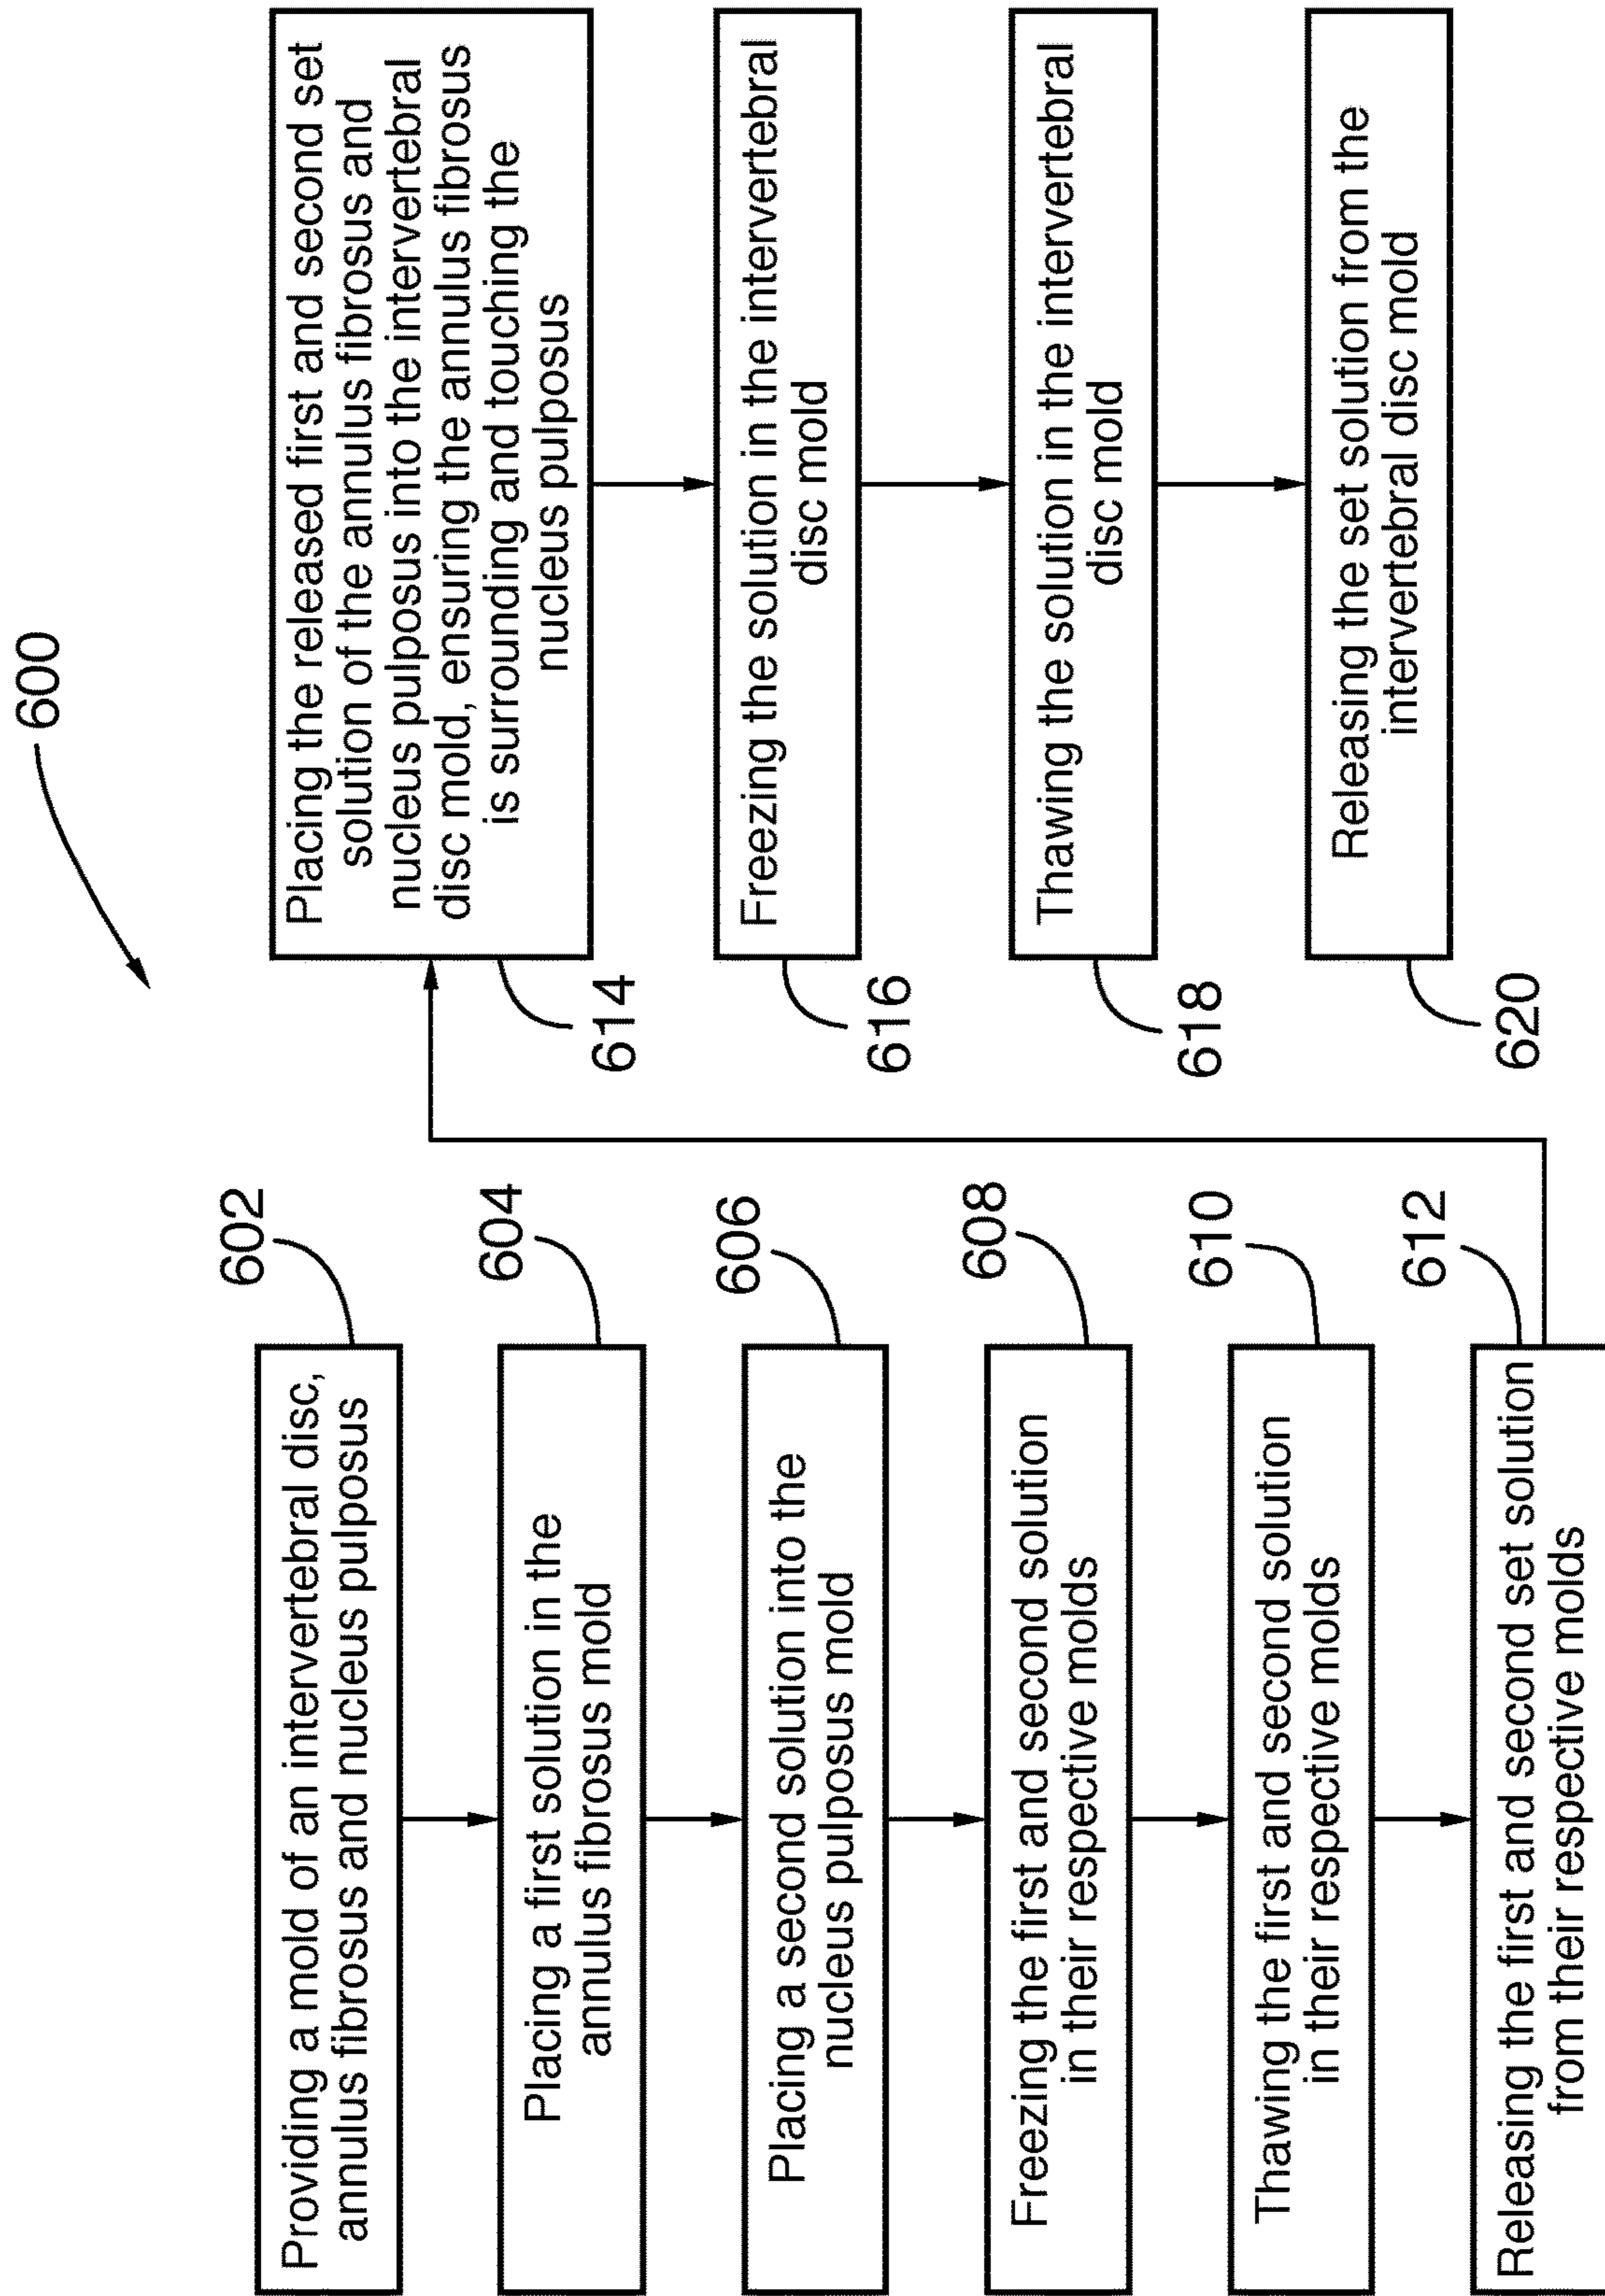 600
602
Providing a mold of an intervertebral disc,
annulus fibrosus and nucleus pulposus
604
Placing a first solution in the
annulus fibrosus mold
606
Placing a second solution into the
nucleus pulposus mold
608
Freezing the first and second solution
in their respective molds
610
Thawing the first and second solution
in their respective molds
612
Releasing the first and second set solution
from their respective molds
614
Placing the released first and second set
solution of the annulus fibrosus and
nucleus pulposus into the intervertebral
disc mold, ensuring the annulus fibrosus
is surrounding and touching the
nucleus pulposus
616
Freezing the solution in the intervertebral
disc mold
618
Thawing the solution in the intervertebral
disc mold
620
Releasing the set solution from the
intervertebral disc mold